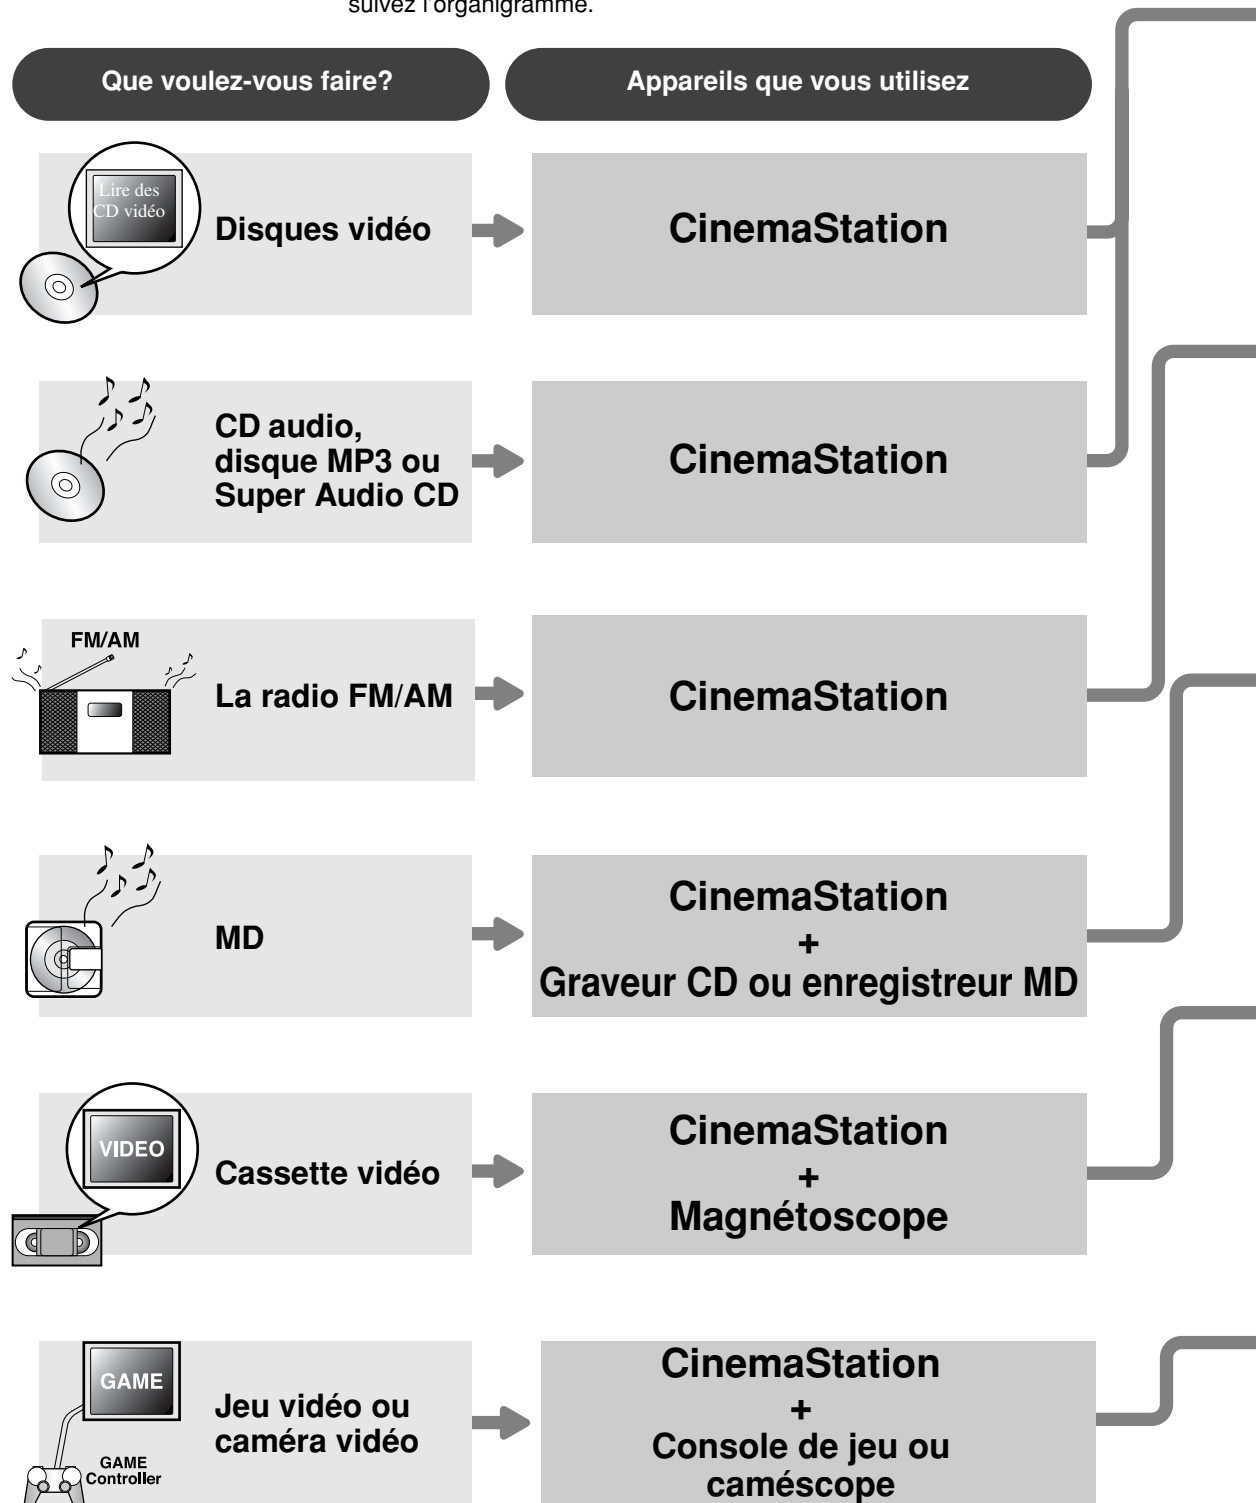 suivez l'organigramme.
Que voulez-vous faire?
Appareils que vous utilisez
Lire des
CD vidéo
Disques vidéo
CinemaStation
CD audio,
disque MP3 ou
Super Audio CD
CinemaStation
FM/AM
La radio FM/AM
CinemaStation
MD
CinemaStation
+
Graveur CD ou enregistreur MD
VIDEO
Cassette vidéo
CinemaStation
+
Magnétoscope
GAME
GAME
Controller
Jeu vidéo ou
caméra vidéo
CinemaStation
+
Console de jeu ou
caméscope